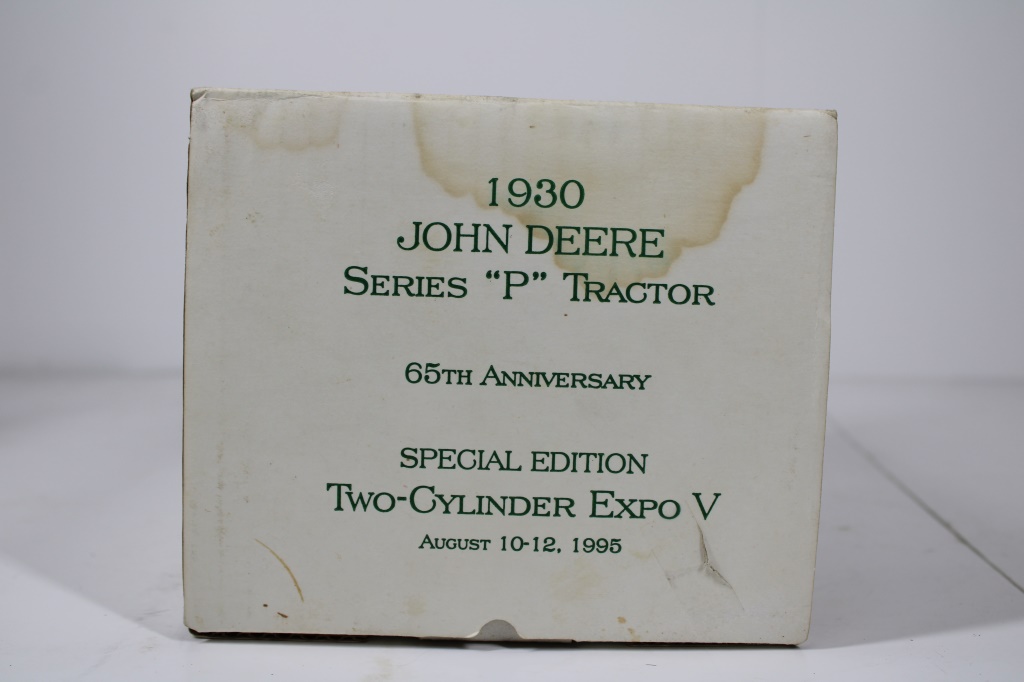 1930
JOHN DEERE
SERIES "P" TRACTOR
65TH ANNIVERSARY
SPECIAL EDITION
TWO-CYLINDER EXPO V
AUGUST 10-12, 1995